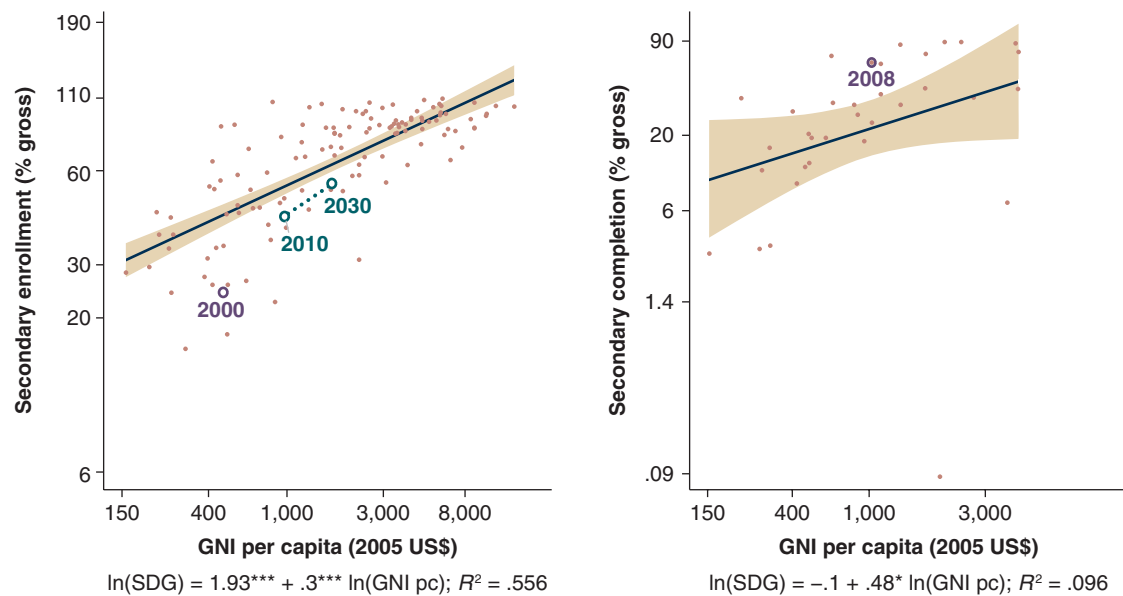 190
110
60
30
20
6
Secondary enrollment (% gross)
2000
2010
2030
150 400 1,000 3,000 8,000
GNI per capita (2005 US$)
ln(SDG) = 1.93*** + .3*** ln(GNI pc); R² = .556
90
20
6
1.4
.09
Secondary completion (% gross)
2008
150 400 1,000 3,000
GNI per capita (2005 US$)
ln(SDG) = –.1 + .48* ln(GNI pc); R² = .096